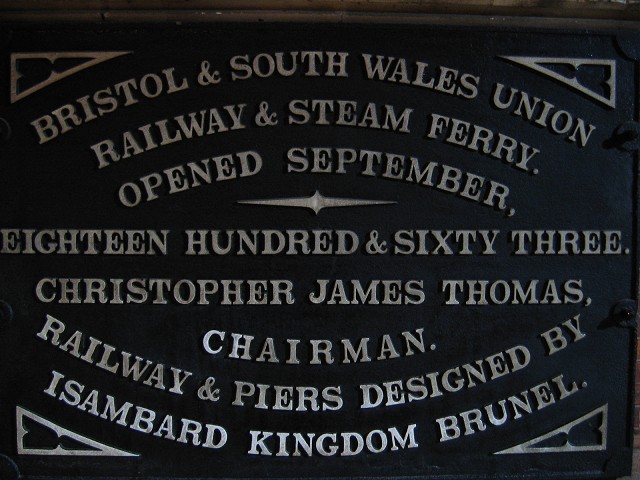 BRISTOL & SOUTH WALES UNION
RAILWAY & STEAM FERRY.
OPENED SEPTEMBER,
EIGHTEEN HUNDRED & SIXTY THREE.
CHRISTOPHER JAMES THOMAS,
CHAIRMAN.
RAILWAY & PIERS DESIGNED BY
ISAMBARD KINGDOM BRUNEL.